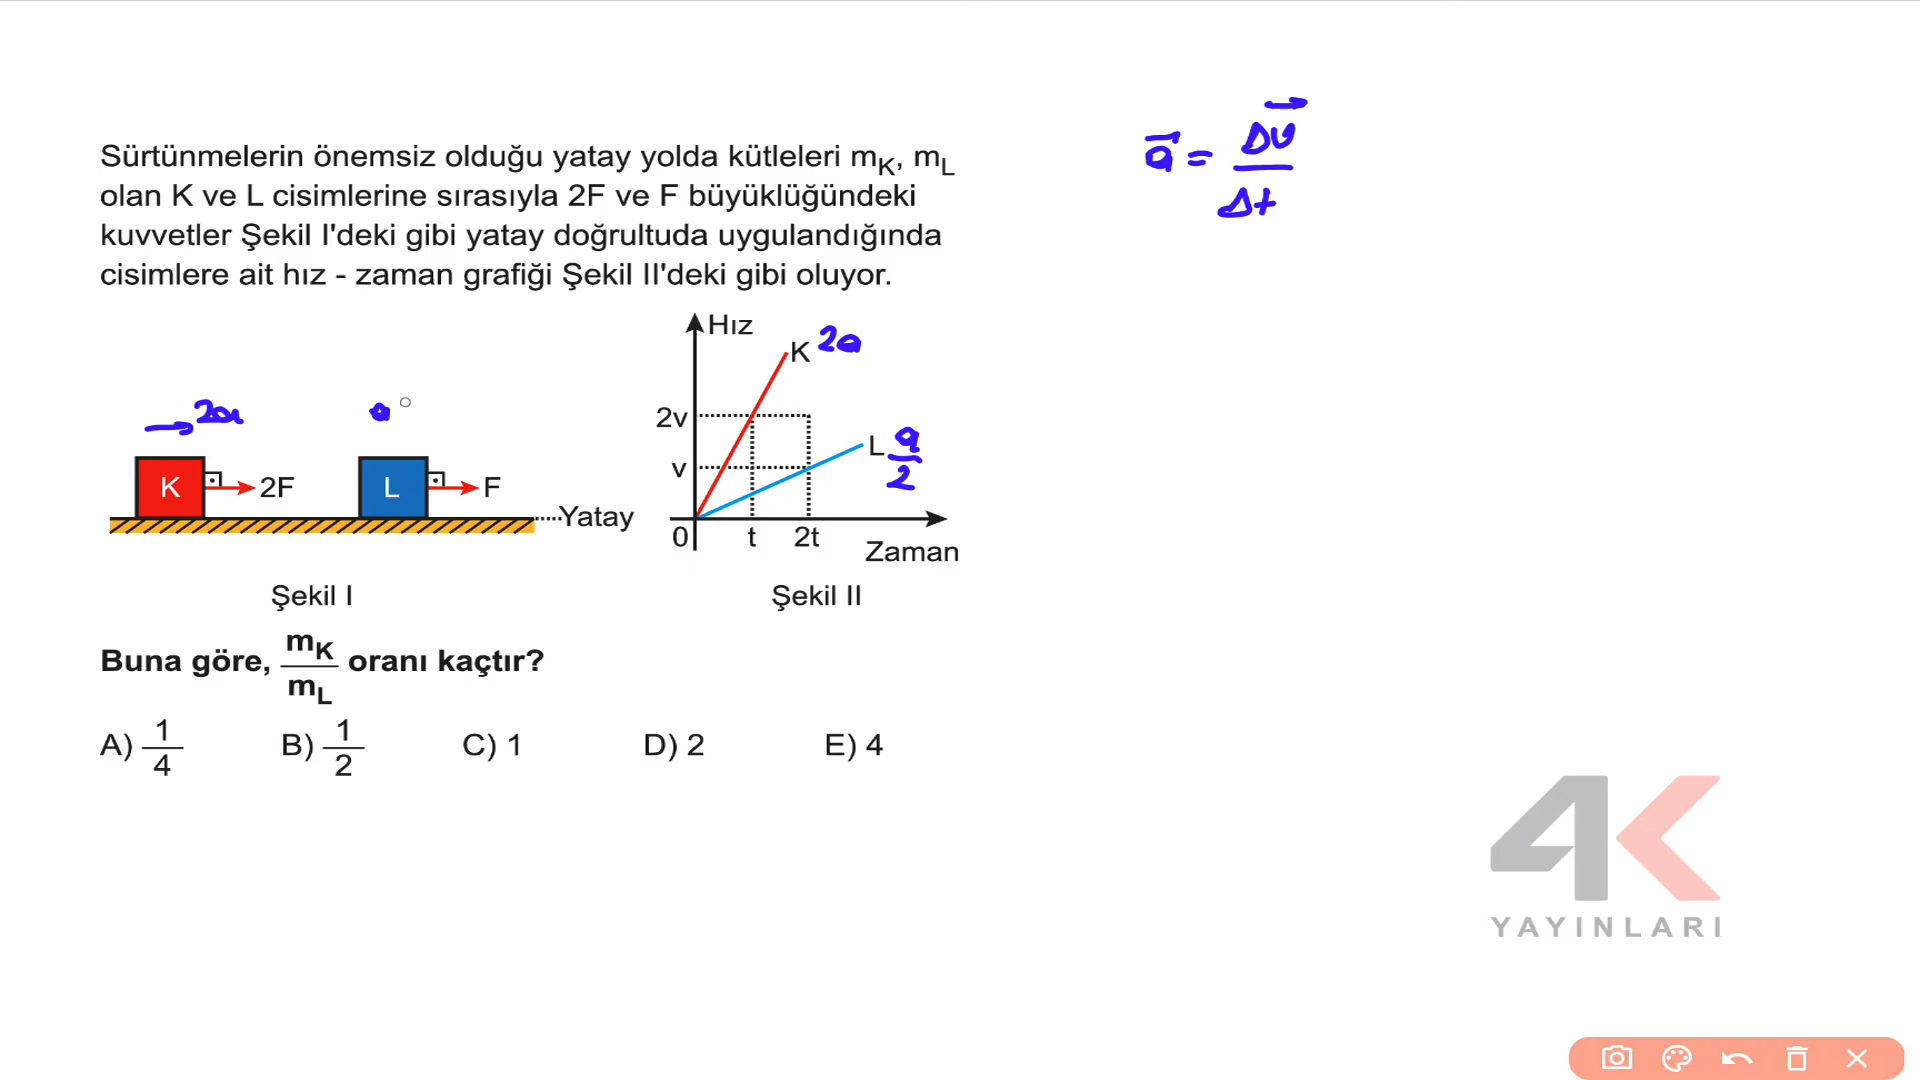 Sürtünmelerin önemsiz olduğu yatay yolda kütleleri mK, mL
olan K ve L cisimlerine sırasıyla 2F ve F büyüklüğündeki
kuvvetler Şekil I'deki gibi yatay doğrultuda uygulandığında
cisimlere ait hız - zaman grafiği Şekil II'deki gibi oluyor.
a = Δv / Δt
2a
a
K
2F
L
F
Yatay
Şekil I
Hız
K 2a
2v
v
L a/2
0
t
2t
Zaman
Şekil II
Buna göre, mK/mL oranı kaçtır?
A) 1/4 B) 1/2 C) 1 D) 2 E) 4
4K
YAYINLARI